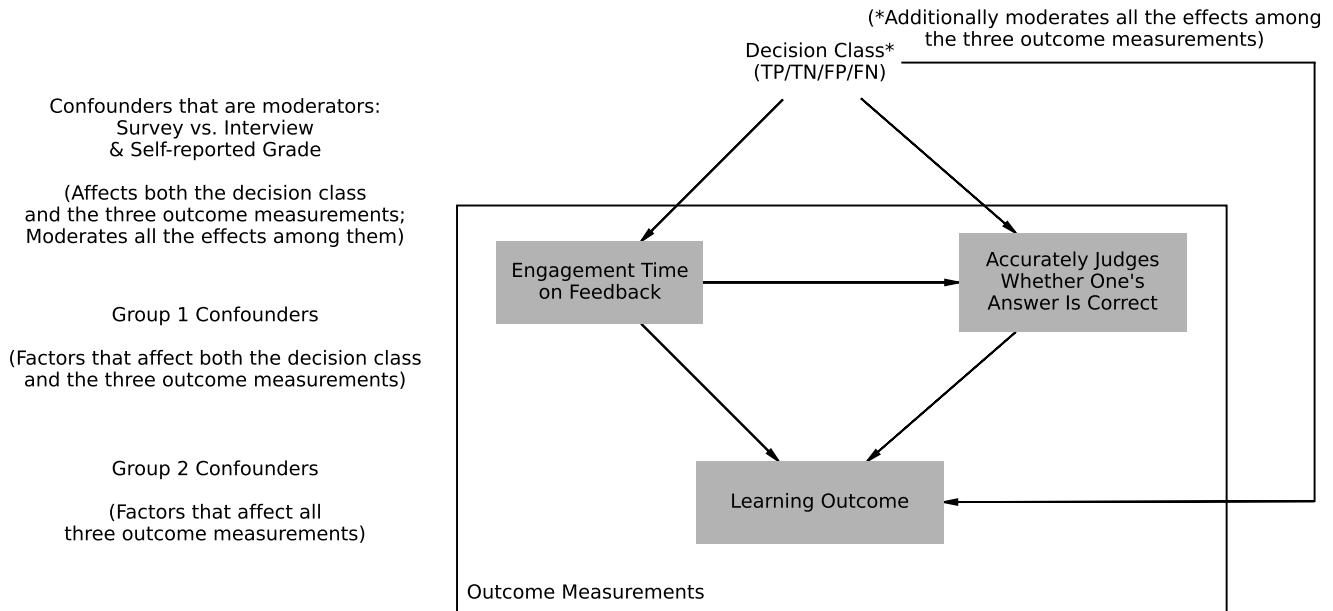 (*Additionally moderates all the effects among
the three outcome measurements)
Decision Class*
(TP/TN/FP/FN)
Confounders that are moderators:
Survey vs. Interview
& Self-reported Grade
(Affects both the decision class
and the three outcome measurements;
Moderates all the effects among them)
Group 1 Confounders
(Factors that affect both the decision class
and the three outcome measurements)
Group 2 Confounders
(Factors that affect all
three outcome measurements)
Engagement Time
on Feedback
Accurately Judges
Whether One's
Answer Is Correct
Learning Outcome
Outcome Measurements